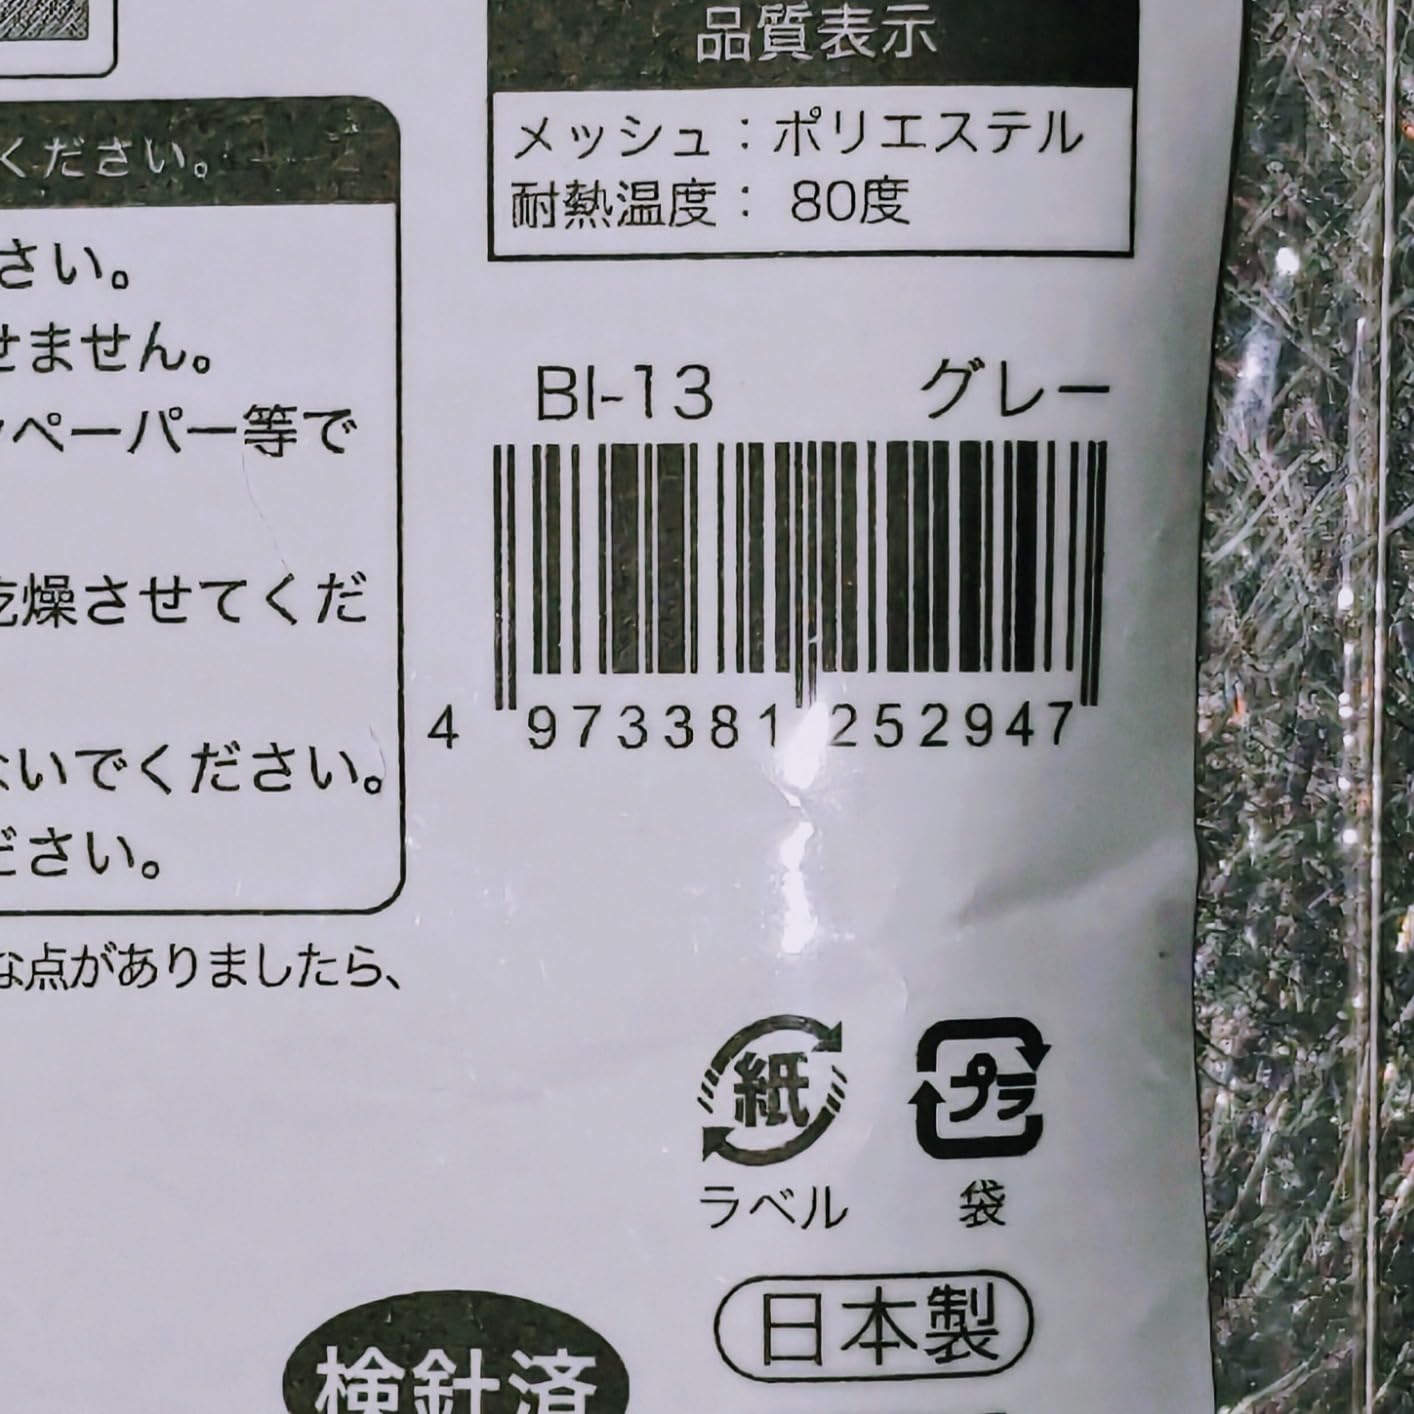 品質表示
メッシュ：ポリエステル
耐熱温度： 80度
ください。
さい。
せません。
ペーパー等で
乾燥させてくだ
ないでください。
ださい。
な点がありましたら、
BI-13 グレー
4 973381 252947
紙
ラベル
プラ
袋
日本製
検針済